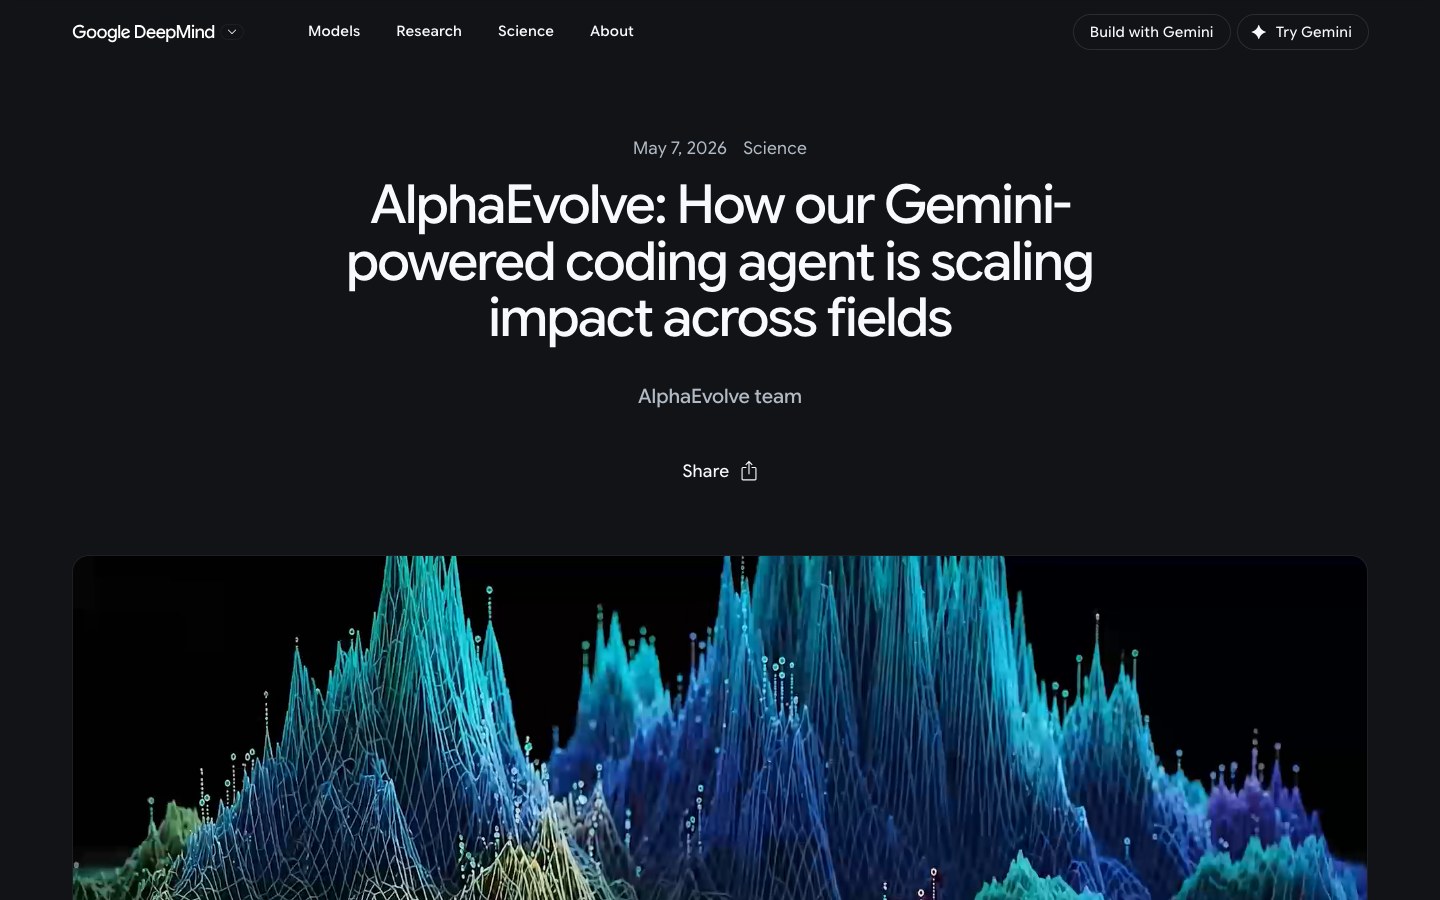 Google DeepMind
Models
Research
Science
About
Build with Gemini
Try Gemini
May 7, 2026 Science
AlphaEvolve: How our Gemini-
powered coding agent is scaling
impact across fields
AlphaEvolve team
Share